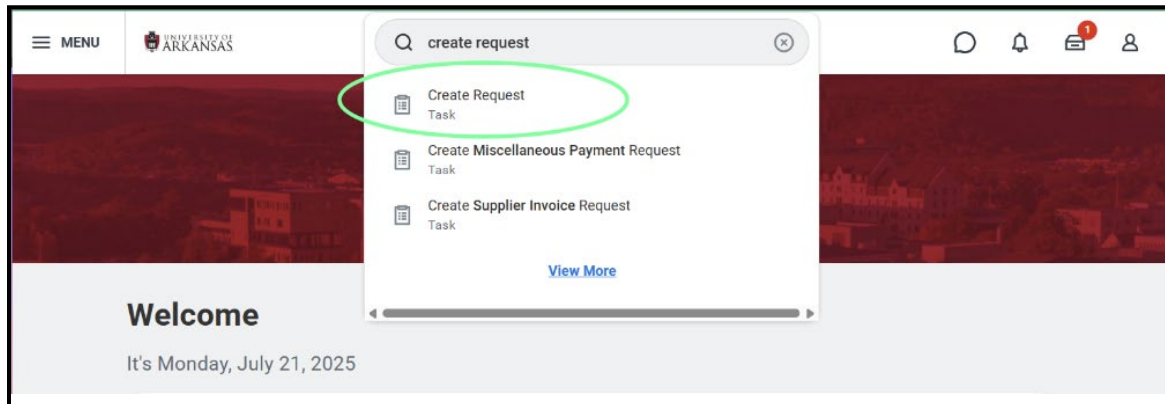 MENU
UNIVERSITY OF
ARKANSAS
create request
1
Create Request
Task
Create Miscellaneous Payment Request
Task
Create Supplier Invoice Request
Task
View More
Welcome
It's Monday, July 21, 2025